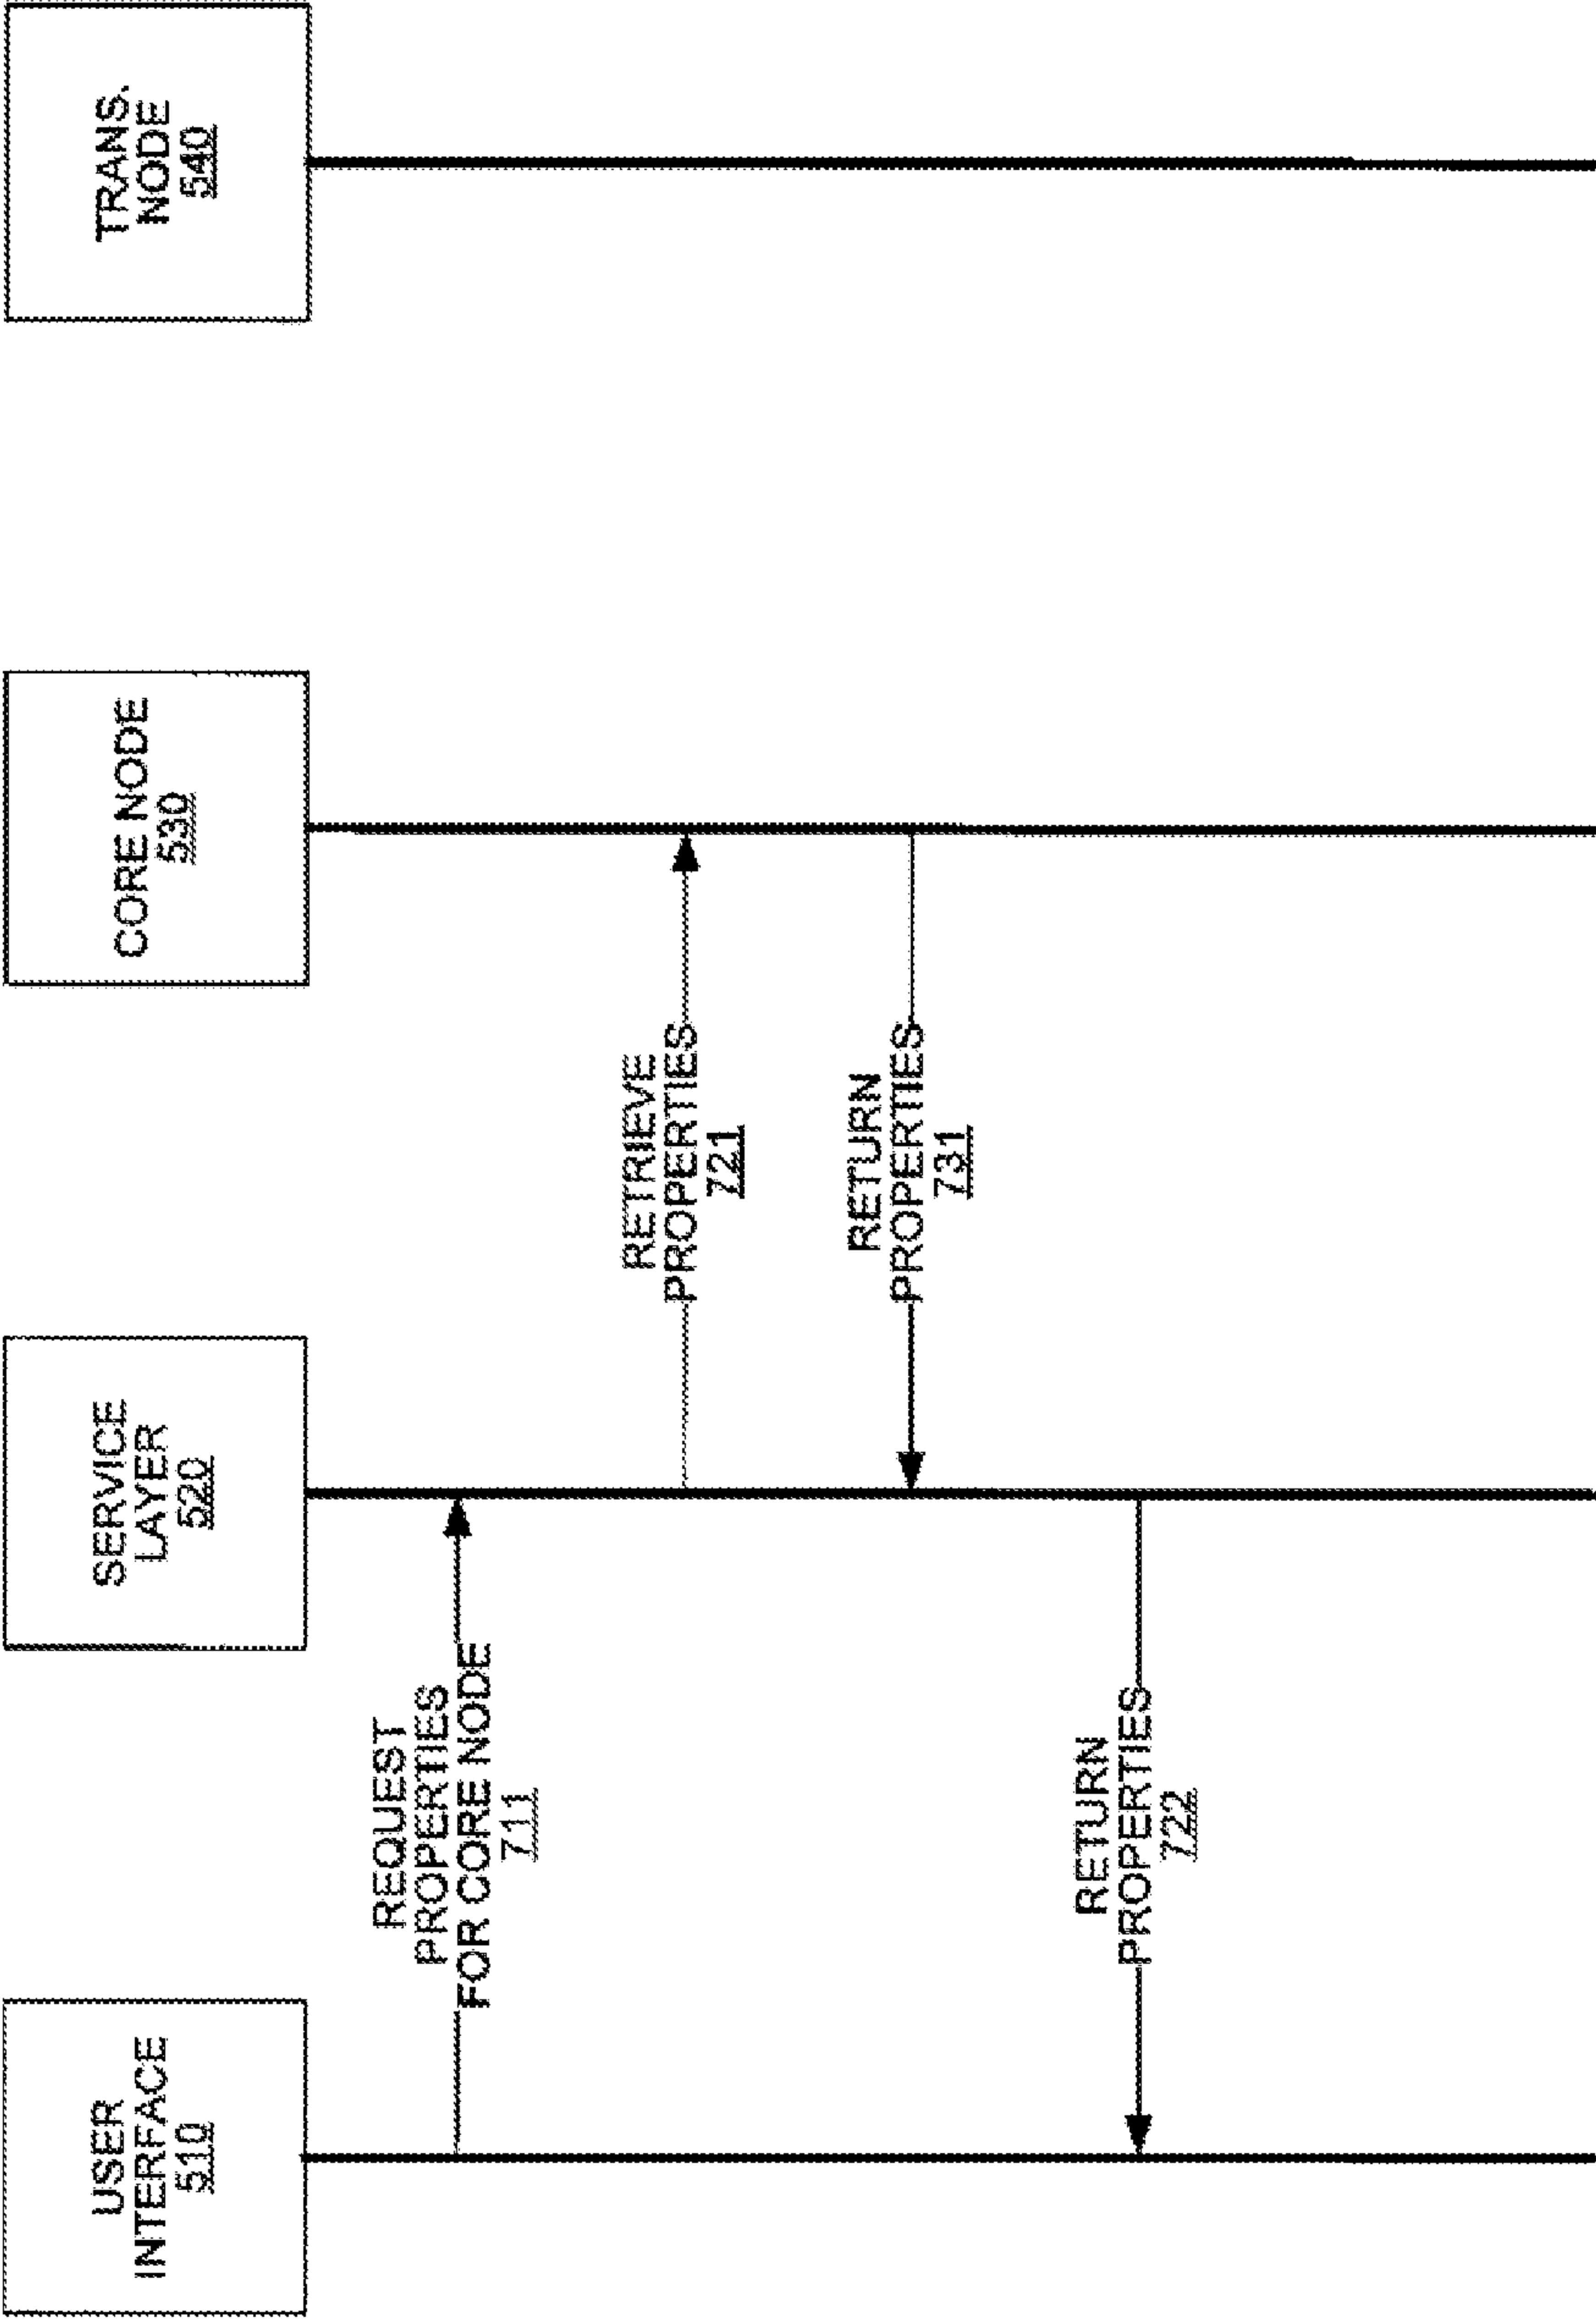 USER
INTERFACE
510
SERVICE
LAYER
520
CORE NODE
530
TRANS.
NODE
540
REQUEST
PROPERTIES
FOR CORE NODE
711
RETRIEVE
PROPERTIES
721
RETURN
PROPERTIES
731
RETURN
PROPERTIES
722